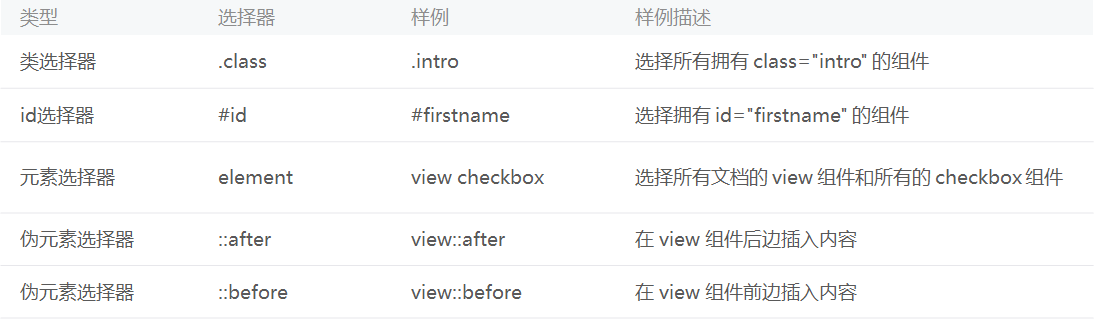 类型 选择器 样例 样例描述
类选择器 .class .intro 选择所有拥有 class="intro" 的组件
id选择器 #id #firstname 选择拥有 id="firstname" 的组件
元素选择器 element view checkbox 选择所有文档的 view 组件和所有的 checkbox 组件
伪元素选择器 ::after view::after 在 view 组件后边插入内容
伪元素选择器 ::before view::before 在 view 组件前边插入内容